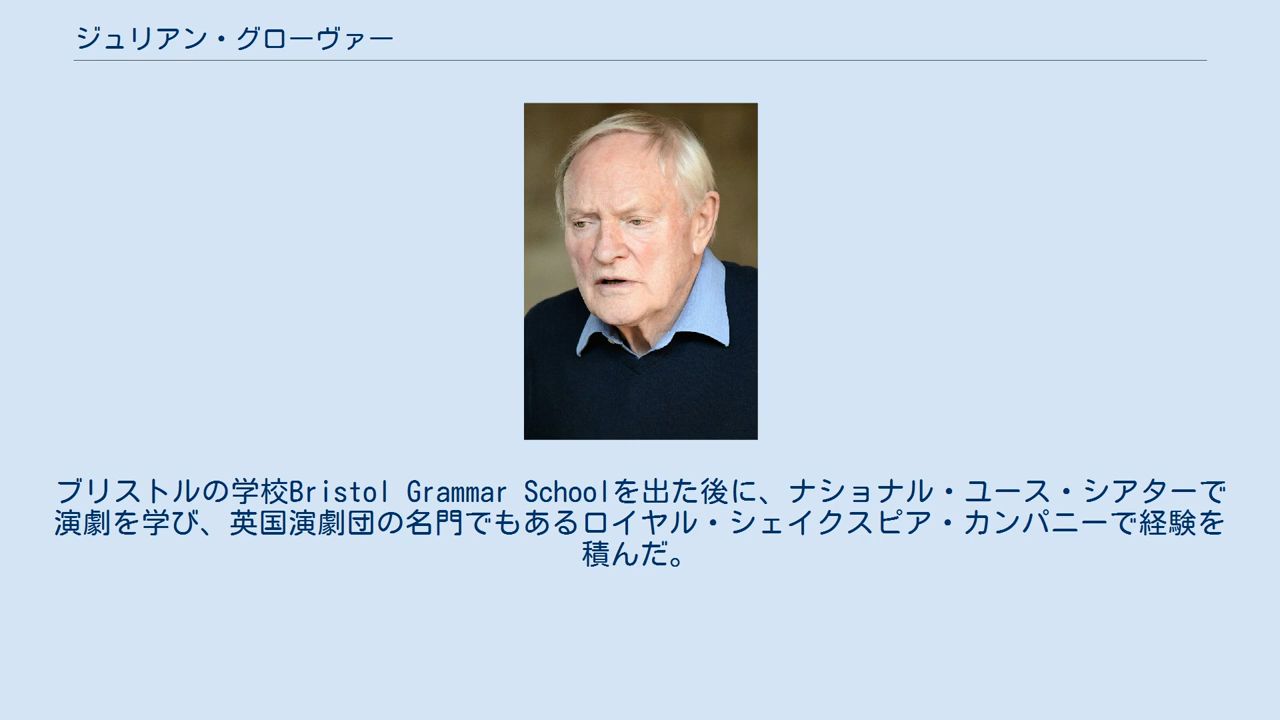 ジュリアン・グローヴァー
ブリストルの学校Bristol Grammar Schoolを出た後に、ナショナル・ユース・シアターで
演劇を学び、英国演劇団の名門でもあるロイヤル・シェイクスピア・カンパニーで経験を
積んだ。